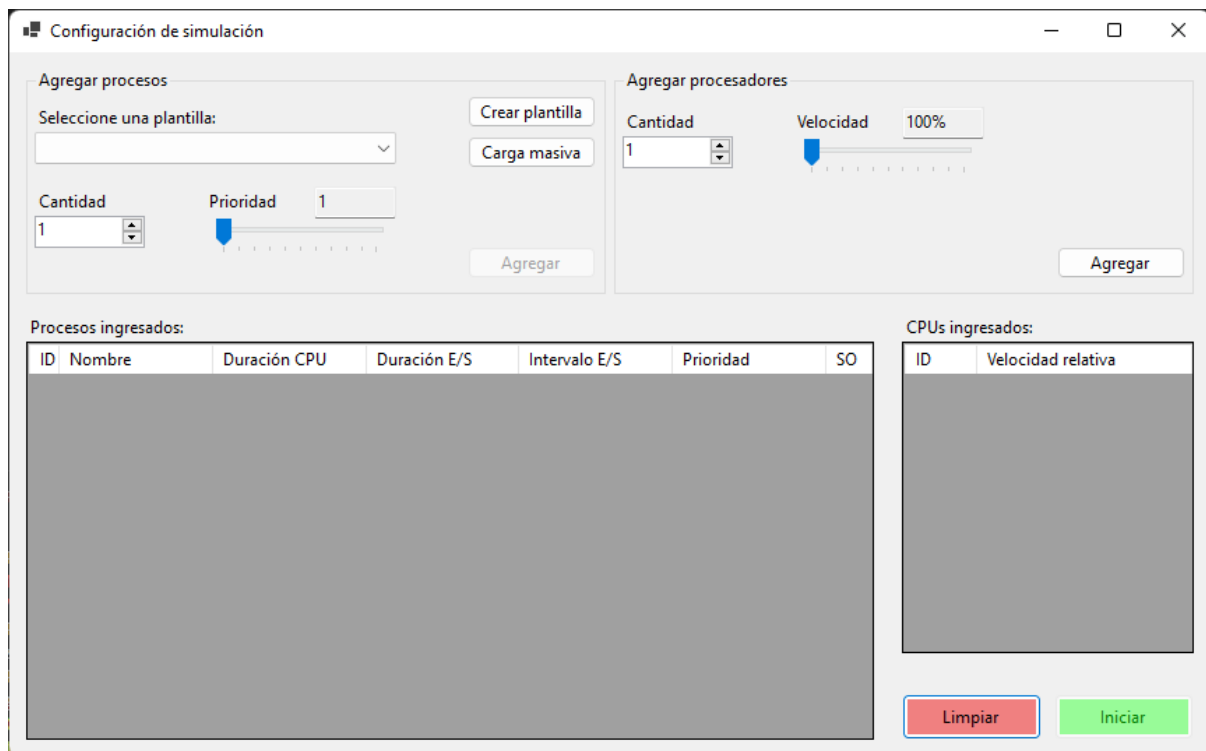 Configuración de simulación
Agregar procesos
Seleccione una plantilla:
Crear plantilla
Carga masiva
Cantidad
Prioridad
1
1
Agregar
Agregar procesadores
Cantidad
Velocidad
100%
1
Agregar
Procesos ingresados:
ID Nombre Duración CPU Duración E/S Intervalo E/S Prioridad SO
CPUs ingresados:
ID Velocidad relativa
Limpiar
Iniciar